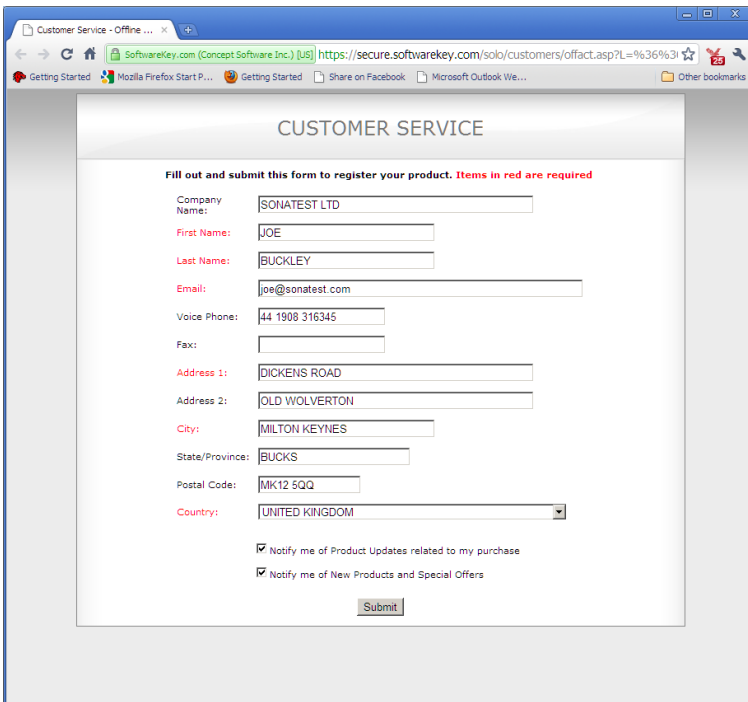 Customer Service - Offline ...
SoftwareKey.com (Concept Software Inc.) [US] https://secure.softwarekey.com/solo/customers/offact.asp?L=%36%3
25
Getting Started Mozilla Firefox Start P... Getting Started Share on Facebook Microsoft Outlook We... Other bookmarks
CUSTOMER SERVICE
Fill out and submit this form to register your product. Items in red are required
Company Name: SONATEST LTD
First Name: JOE
Last Name: BUCKLEY
Email: joe@sonatest.com
Voice Phone: 44 1908 316345
Fax:
Address 1: DICKENS ROAD
Address 2: OLD WOLVERTON
City: MILTON KEYNES
State/Province: BUCKS
Postal Code: MK12 5QQ
Country: UNITED KINGDOM
Notify me of Product Updates related to my purchase
Notify me of New Products and Special Offers
Submit